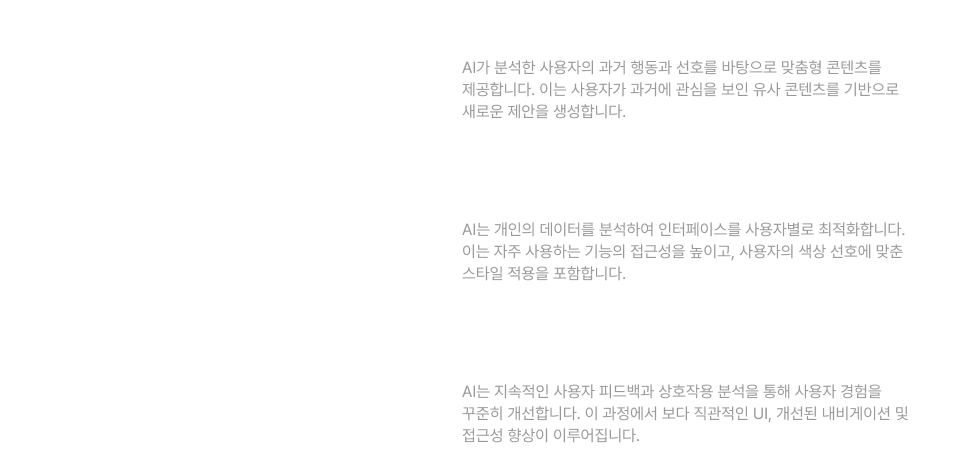 AI가 분석한 사용자의 과거 행동과 선호를 바탕으로 맞춤형 콘텐츠를
제공합니다. 이는 사용자가 과거에 관심을 보인 유사 콘텐츠를 기반으로
새로운 제안을 생성합니다.
AI는 개인의 데이터를 분석하여 인터페이스를 사용자별로 최적화합니다.
이는 자주 사용하는 기능의 접근성을 높이고, 사용자의 색상 선호에 맞춘
스타일 적용을 포함합니다.
AI는 지속적인 사용자 피드백과 상호작용 분석을 통해 사용자 경험을
꾸준히 개선합니다. 이 과정에서 보다 직관적인 UI, 개선된 내비게이션 및
접근성 향상이 이루어집니다.